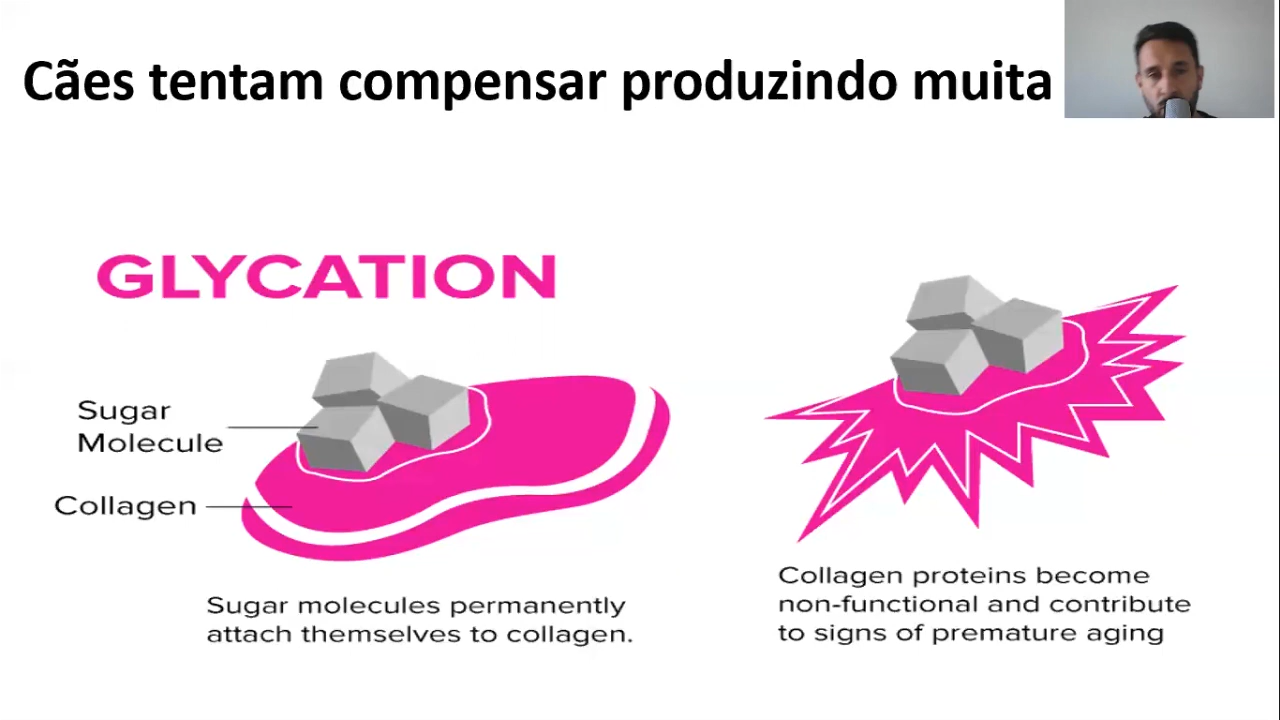 Cães tentam compensar produzindo muita
GLYCATION
Sugar
Molecule
Collagen
Sugar molecules permanently
attach themselves to collagen.
Collagen proteins become
non-functional and contribute
to signs of premature aging